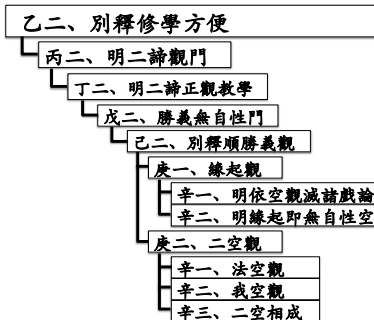 乙二、別釋修學方便
丙二、明二諦觀門
丁二、明二諦正觀教學
戊二、勝義無自性門
己二、別釋順勝義觀
庚一、緣起觀
辛一、明依空觀滅諸戲論
辛二、明緣起即無自性空
庚二、二空觀
辛一、法空觀
辛二、我空觀
辛三、二空相成